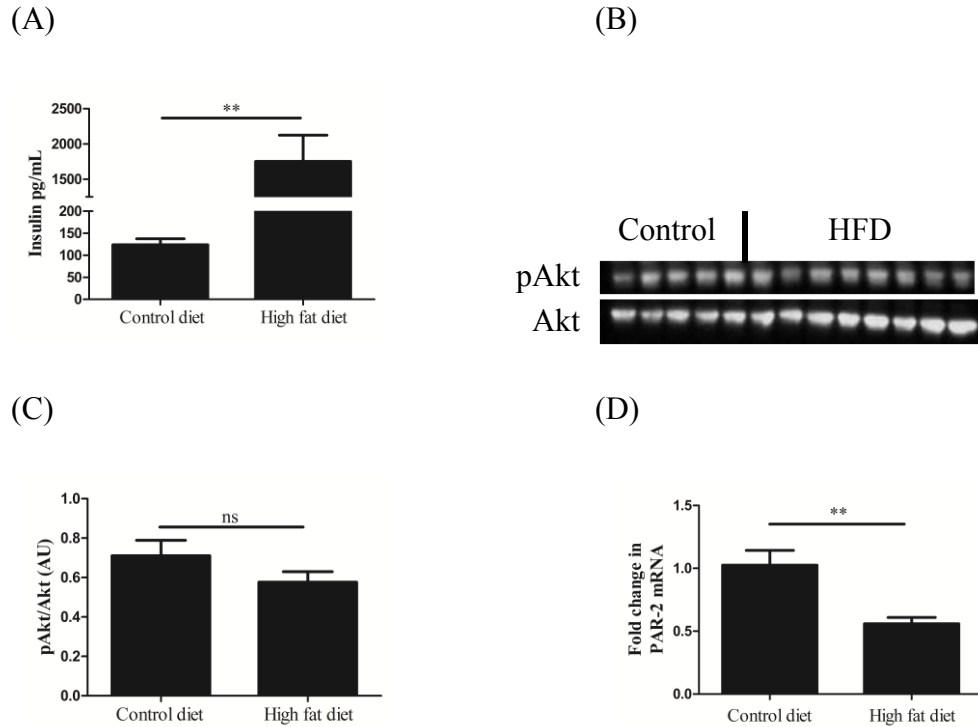 (A)
(B)
**
2500
2000
1500
200
150
100
50
0
Insulin pg/mL
Control diet
High fat diet
Control
HFD
pAkt
Akt
(C)
(D)
ns
1.0
0.8
0.6
0.4
0.2
0.0
pAkt/Akt (AU)
Control diet
High fat diet
**
1.5
1.0
0.5
0.0
Fold change in
PAR-2 mRNA
Control diet
High fat diet